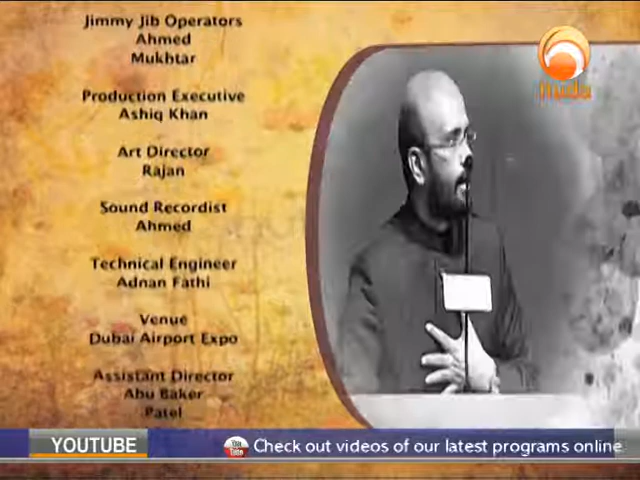 Jimmy Jib Operators
Ahmed
Mukhtar
Production Executive
Ashiq Khan
Art Director
Rajan
Sound Recordist
Ahmed
Technical Engineer
Adnan Fathi
Venue
Dubai Airport Expo
Assistant Director
Abu Baker
Patel
Huda
YOUTUBE
You Tube
Check out videos of our latest programs online